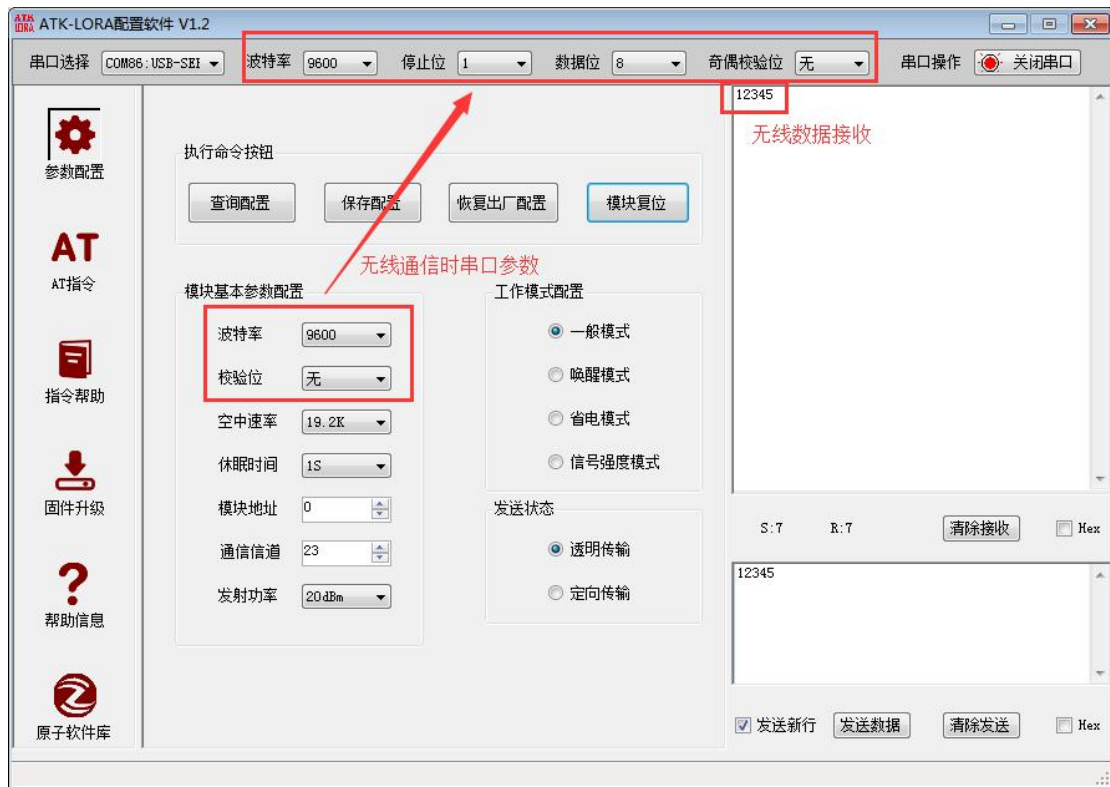 ATK LORA ATK-LORA配置软件 V1.2
串口选择 COM86:USB-SEI 波特率 9600 停止位 1 数据位 8 奇偶校验位 无 串口操作 关闭串口
参数配置
AT
AT指令
指令帮助
固件升级
帮助信息
原子软件库
执行命令按钮
查询配置 保存配置 恢复出厂配置 模块复位
无线通信时串口参数
模块基本参数配置
波特率 9600
校验位 无
空中速率 19.2K
休眠时间 1S
模块地址 0
通信信道 23
发射功率 20dBm
工作模式配置
一般模式
唤醒模式
省电模式
信号强度模式
发送状态
透明传输
定向传输
12345
无线数据接收
S:7 R:7 清除接收 Hex
12345
发送新行 发送数据 清除发送 Hex